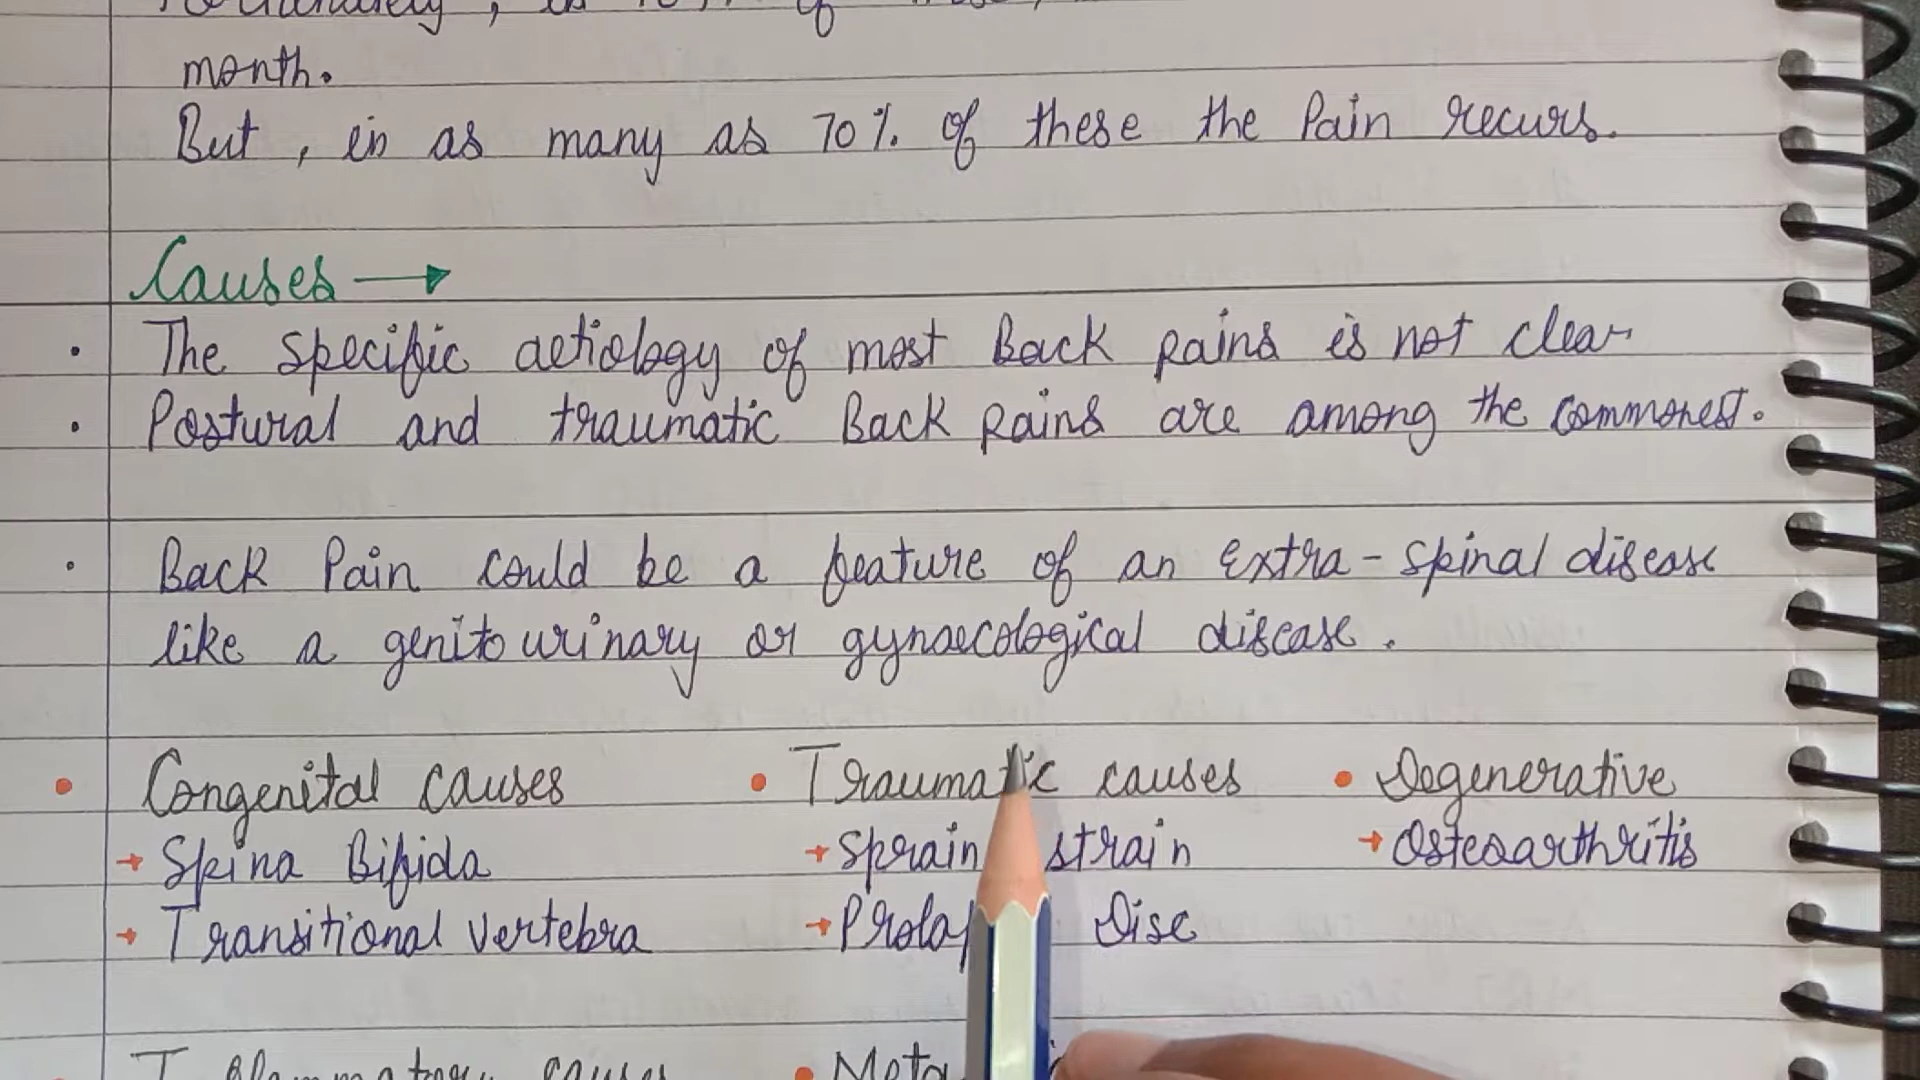 month.
But, in as many as 70% of these the Pain recurs.
Causes →
• The specific aetiology of most Back pains is not clear
• Postural and traumatic Back pains are among the commonest.
• Back Pain could be a feature of an Extra-spinal disease
like a genitourinary or gynaecological disease.
• Congenital causes • Traumatic causes • Degenerative
→ Spina Bifida → Sprain strain → Osteoarthritis
→ Transitional vertebra → Disc
causes